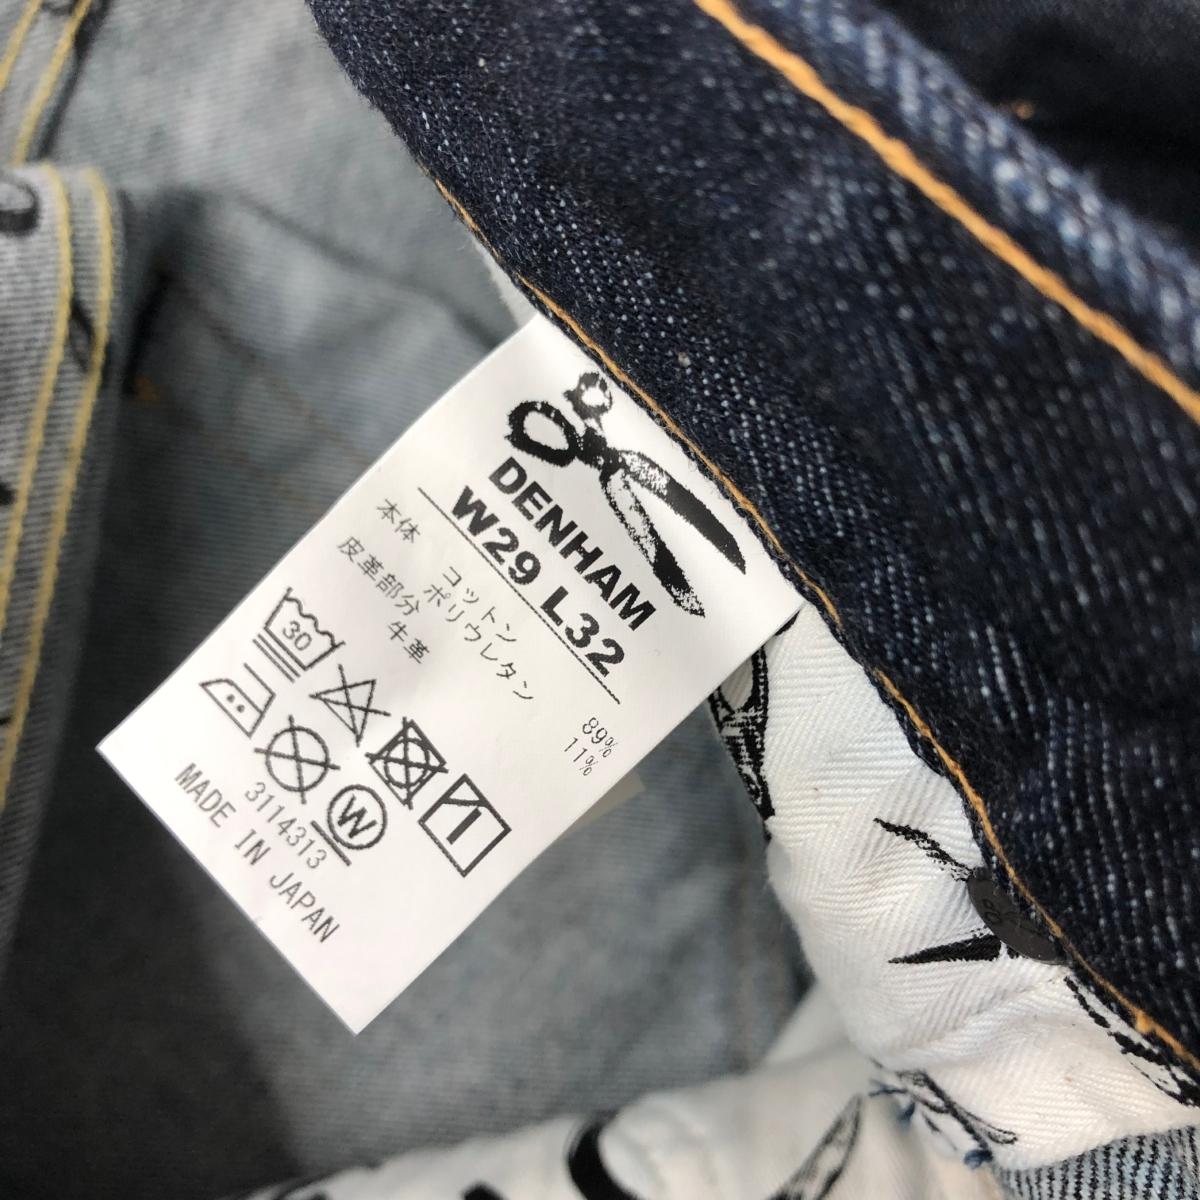 DENHAM
W29 L32
本体 コットン 89%
ポリウレタン 11%
皮革部分 牛革
30
W
3114313
MADE IN JAPAN